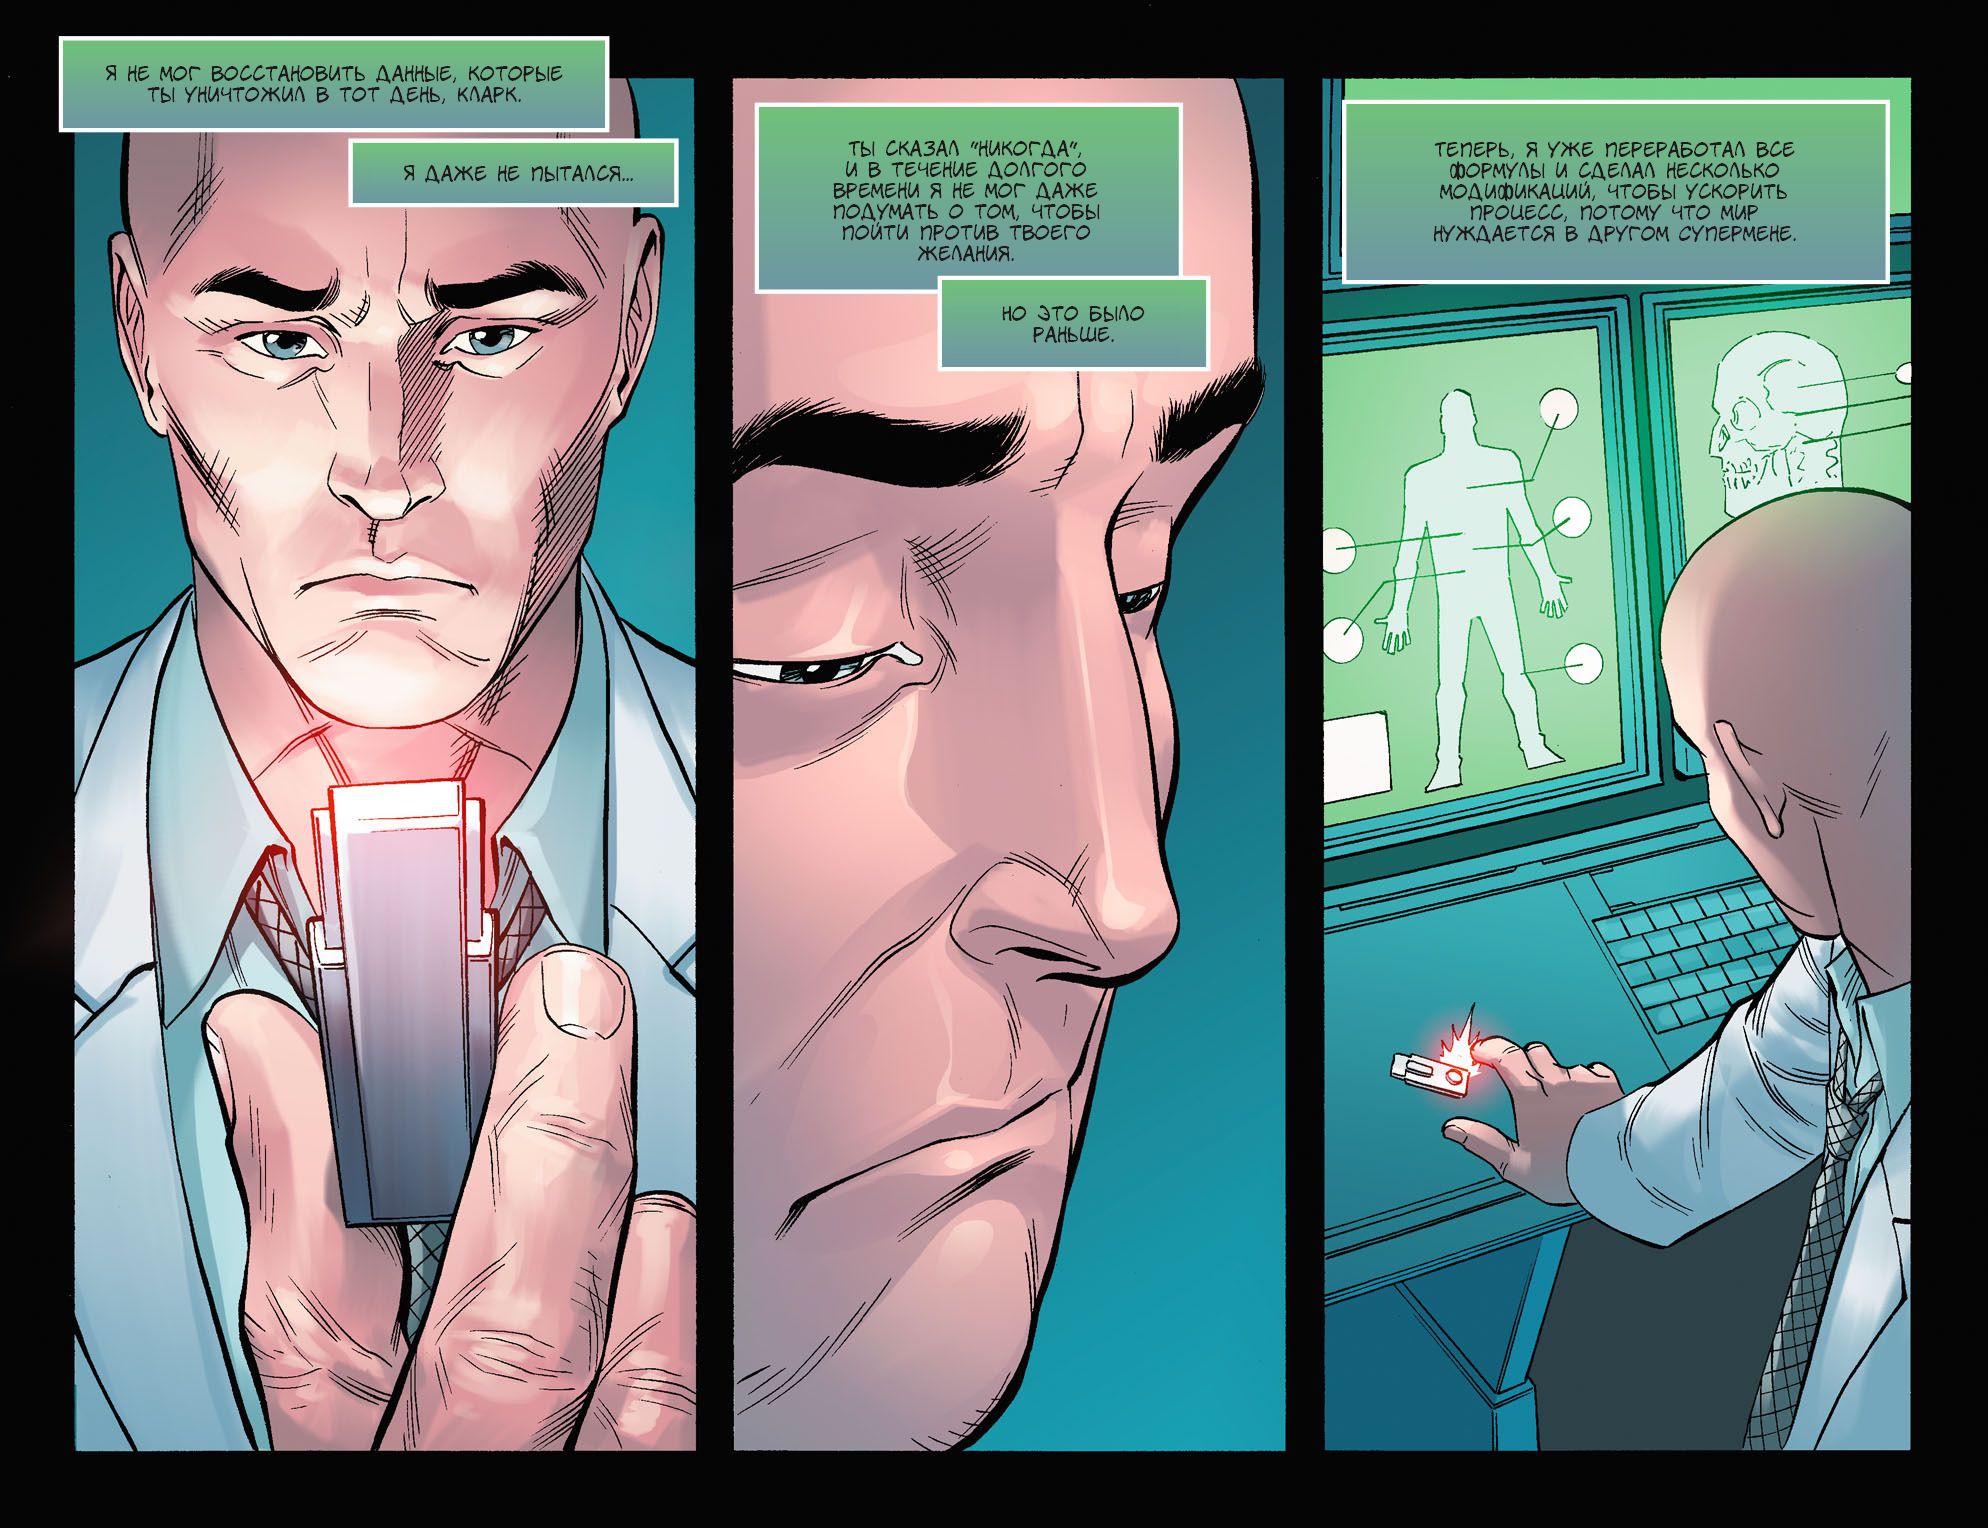 Я НЕ МОГ ВОССТАНОВИТЬ ДАННЫЕ, КОТОРЫЕ
ТЫ УНИЧТОЖИЛ В ТОТ ДЕНЬ, КЛАРК.
Я ДАЖЕ НЕ ПЫТАЛСЯ...
ТЫ СКАЗАЛ "НИКОГДА",
И В ТЕЧЕНИЕ ДОЛГОГО
ВРЕМЕНИ Я НЕ МОГ ДАЖЕ
ПОДУМАТЬ О ТОМ, ЧТОБЫ
ПОЙТИ ПРОТИВ ТВОЕГО
ЖЕЛАНИЯ.
НО ЭТО БЫЛО
РАНЬШЕ.
ТЕПЕРЬ, Я УЖЕ ПЕРЕРАБОТАЛ ВСЕ
ФОРМУЛЫ И СДЕЛАЛ НЕСКОЛЬКО
МОДИФИКАЦИЙ, ЧТОБЫ УСКОРИТЬ
ПРОЦЕСС, ПОТОМУ ЧТО МИР
НУЖДАЕТСЯ В ДРУГОМ СУПЕРМЕНЕ.